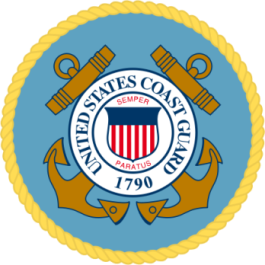 UNITED STATES COAST GUARD
SEMPER
PARATUS
1790